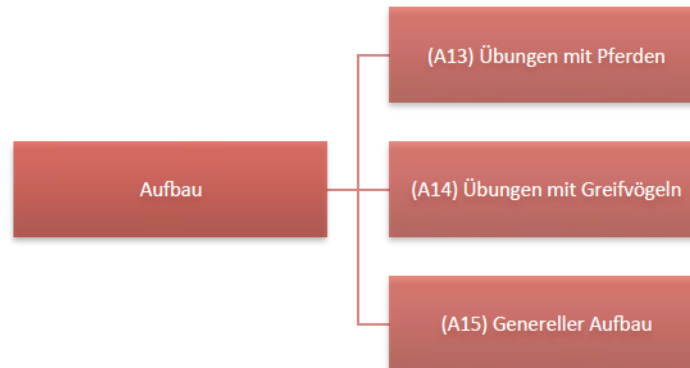 (A13) Übungen mit Pferden
Aufbau
(A14) Übungen mit Greifvögeln
(A15) Genereller Aufbau